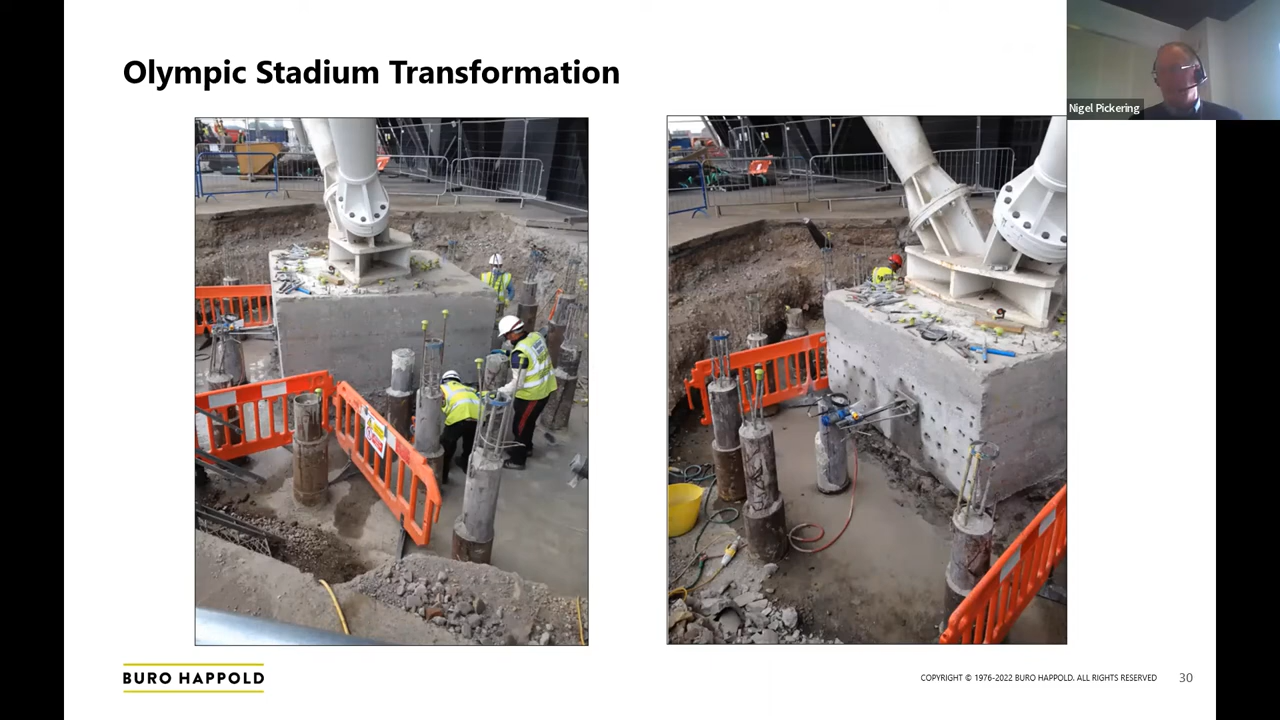 Olympic Stadium Transformation
Nigel Pickering
BURO HAPPOLD
COPYRIGHT © 1976-2022 BURO HAPPOLD. ALL RIGHTS RESERVED
30